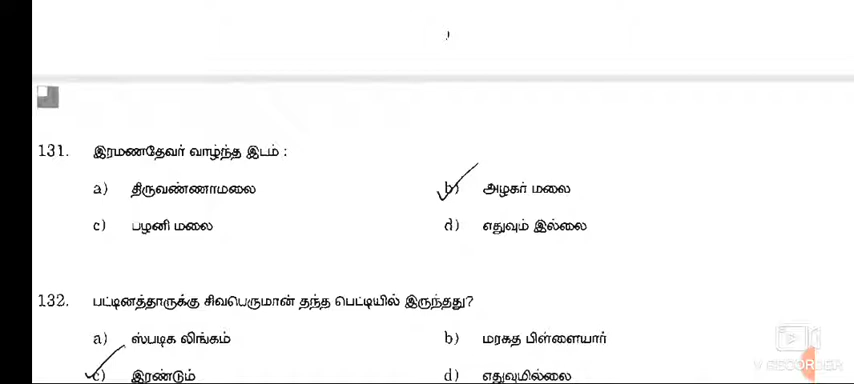 131. இரமணதேவர் வாழ்ந்த இடம் :
a) திருவண்ணாமலை b) அழகர் மலை
c) பழனி மலை d) எதுவும் இல்லை
132. பட்டினத்தாருக்கு சிவபெருமான் தந்த பெட்டியில் இருந்தது?
a) ஸ்படிக லிங்கம் b) மரகத பிள்ளையார்
c) இரண்டும் d) எதுவுமில்லை
V RECORDER